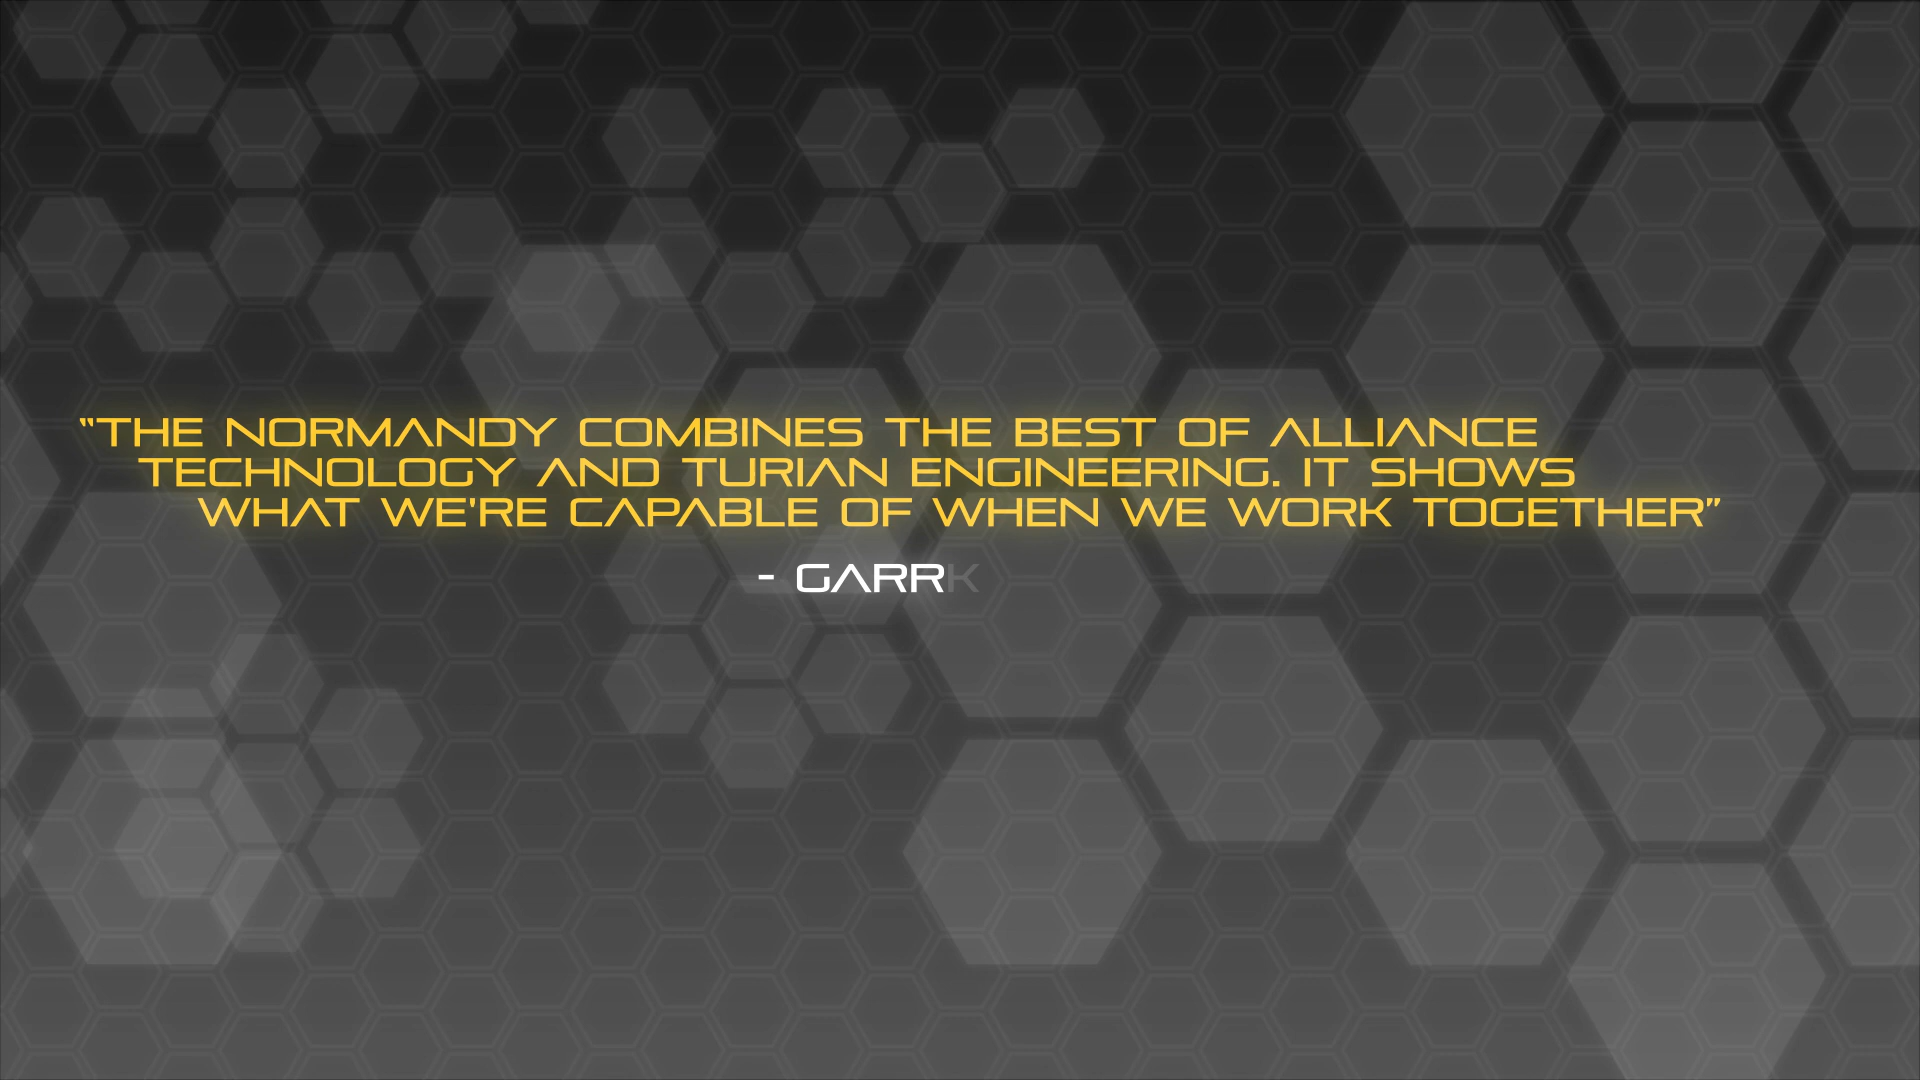 “THE NORMANDY COMBINES THE BEST OF ALLIANCE
TECHNOLOGY AND TURIAN ENGINEERING. IT SHOWS
WHAT WE'RE CAPABLE OF WHEN WE WORK TOGETHER”
- GARRK